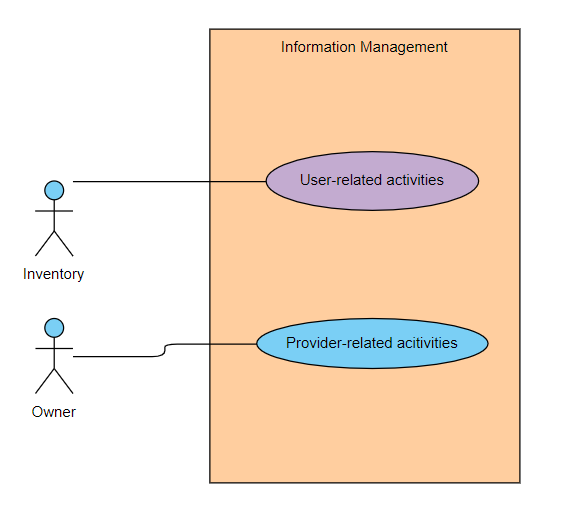 Information Management
User-related activities
Inventory
Provider-related acitivities
Owner